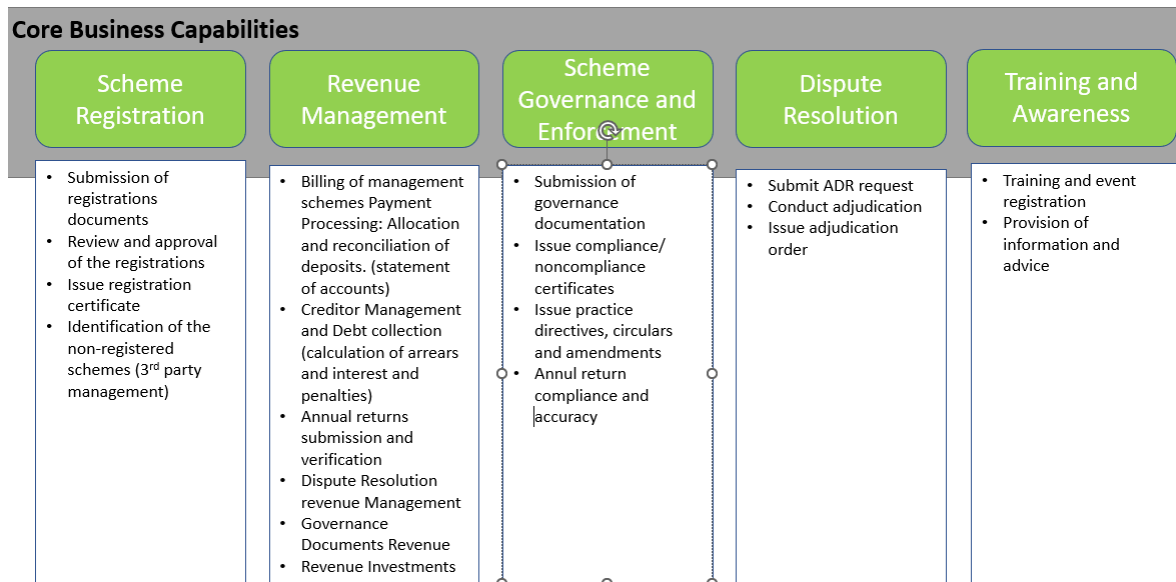 Core Business Capabilities
Scheme
Registration
• Submission of
registrations
documents
• Review and approval
of the registrations
• Issue registration
certificate
• Identification of the
non-registered
schemes (3rd party
management)
Revenue
Management
• Billing of management
schemes Payment
Processing: Allocation
and reconciliation of
deposits. (statement
of accounts)
• Creditor Management
and Debt collection
(calculation of arrears
and interest and
penalties)
• Annual returns
submission and
verification
• Dispute Resolution
revenue Management
• Governance
Documents Revenue
• Revenue Investments
Scheme
Governance and
Enforcement
• Submission of
governance
documentation
• Issue compliance/
noncompliance
certificates
• Issue practice
directives, circulars
and amendments
• Annul return
compliance and
accuracy
Dispute
Resolution
• Submit ADR request
• Conduct adjudication
• Issue adjudication
order
Training and
Awareness
• Training and event
registration
• Provision of
information and
advice